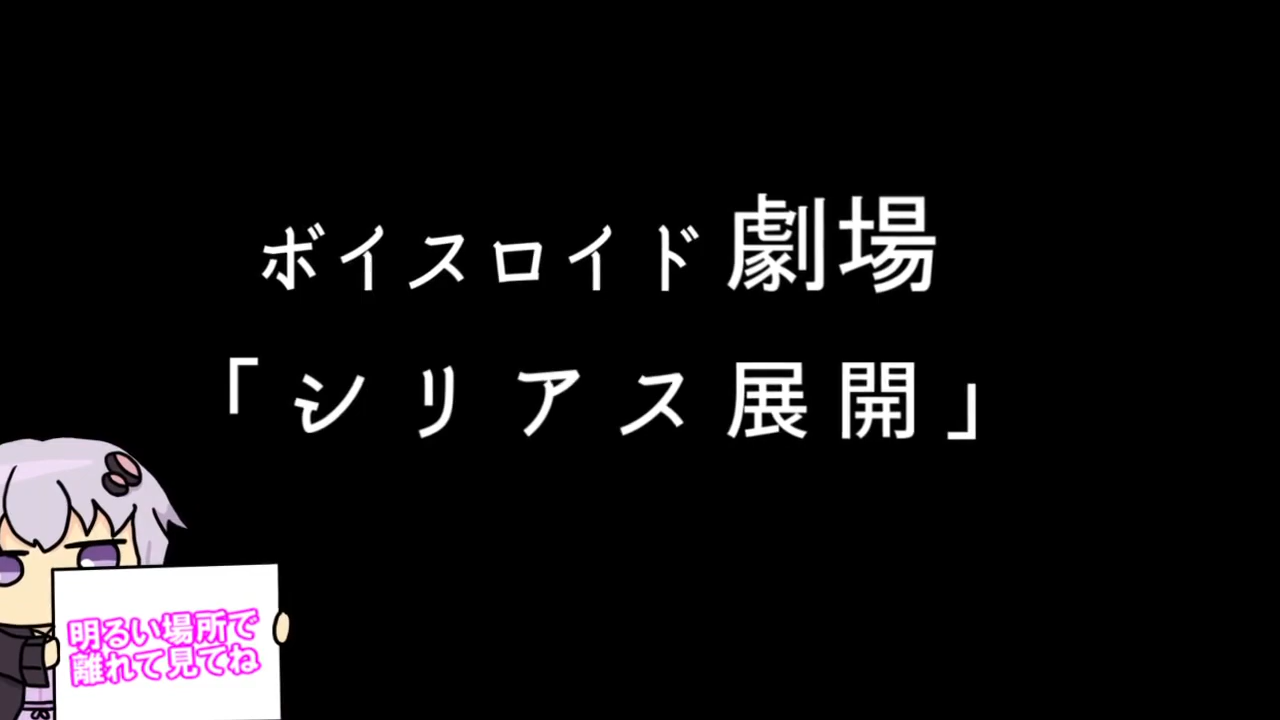 ボイスロイド劇場
「シリアス展開」
明るい場所で
離れて見てね